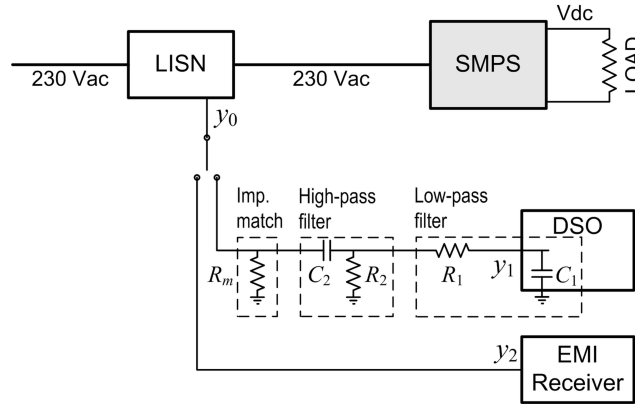 Vdc
LISN
SMPS
LOAD
230 Vac
230 Vac
y0
Imp.
match
High-pass
filter
Low-pass
filter
DSO
Rm
C2
R2
R1
y1
C1
y2
EMI
Receiver